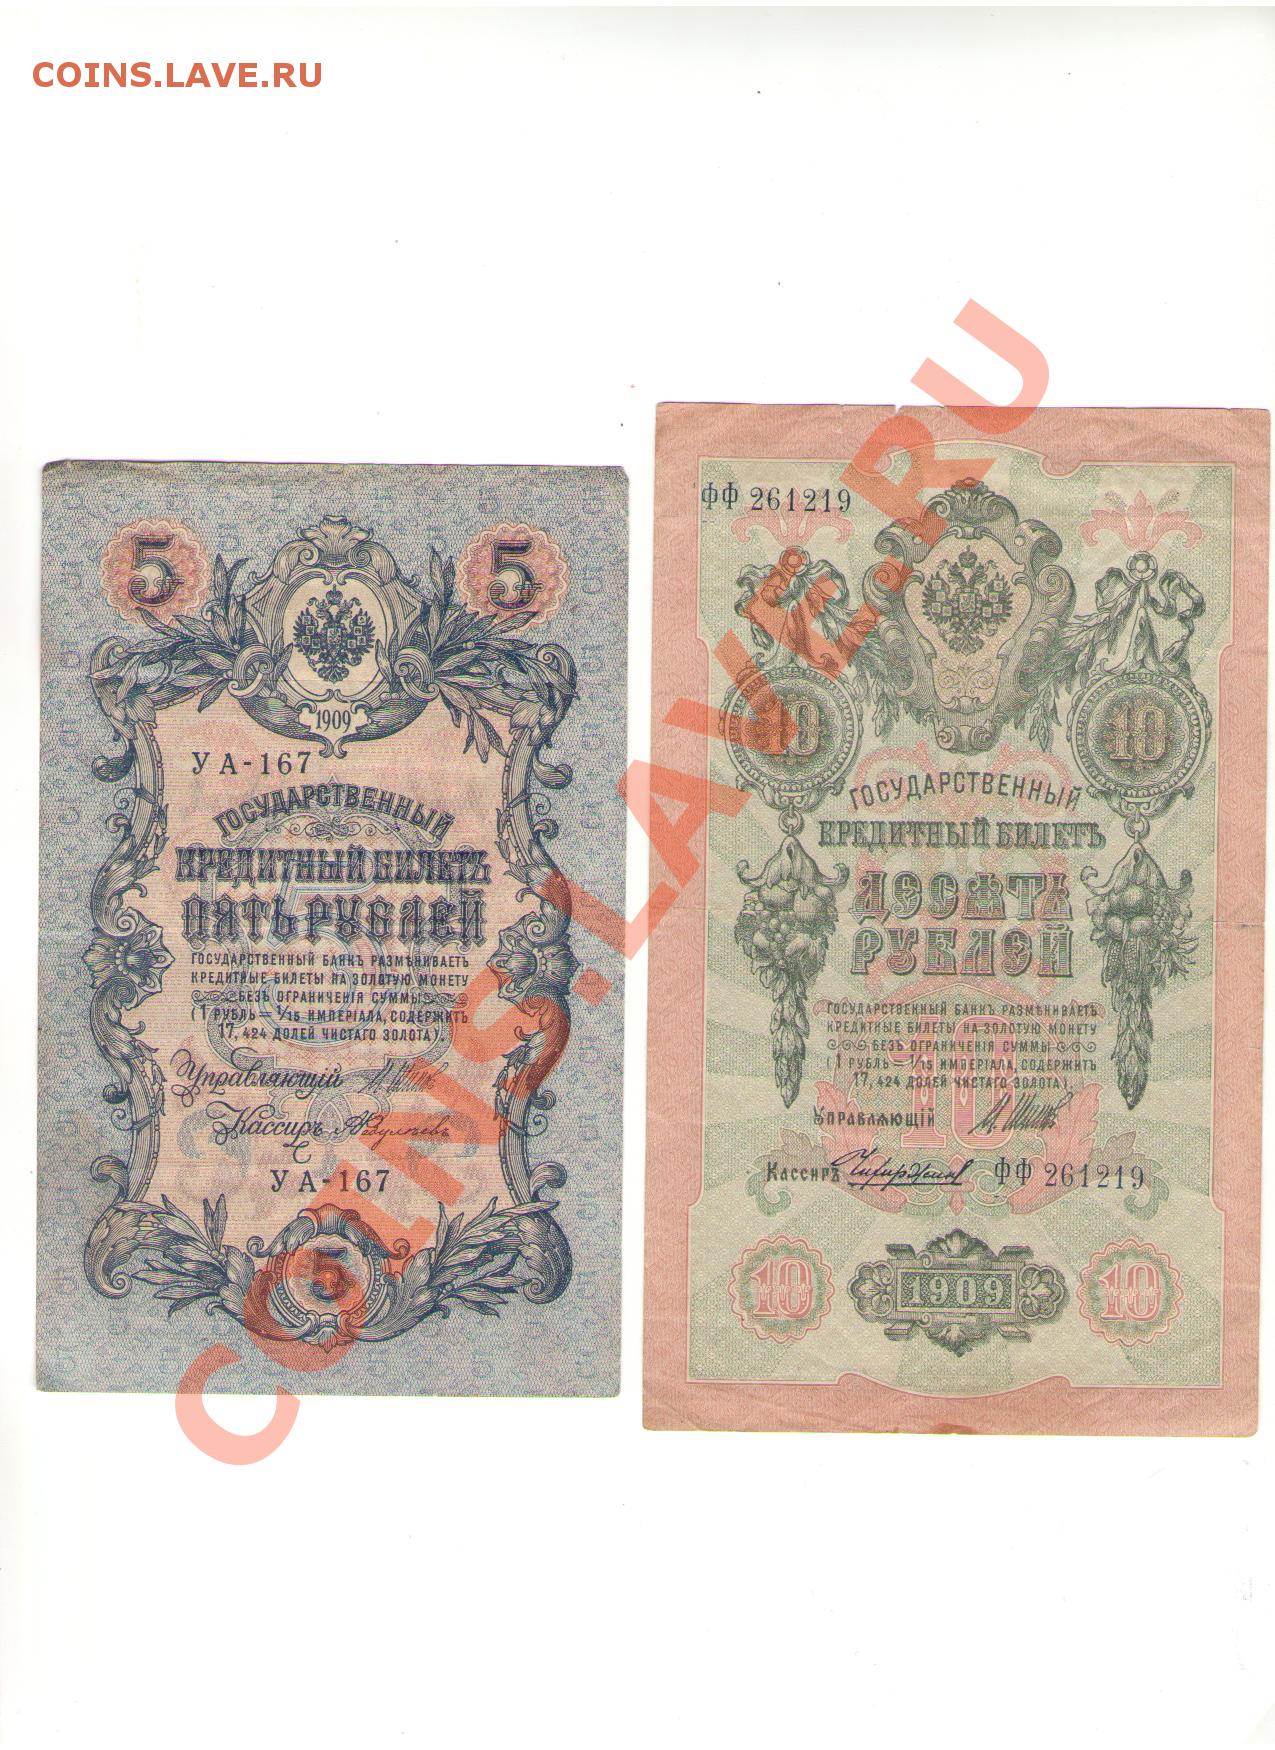 COINS.LAVE.RU
5 5
1909
УА-167
ГОСУДАРСТВЕННЫЙ
КРЕДИТНЫЙ БИЛЕТЪ
ПЯТЬ РУБЛЕЙ
ГОСУДАРСТВЕННЫЙ БАНКЪ РАЗМѢНИВАЕТЪ
КРЕДИТНЫЕ БИЛЕТЫ НА ЗОЛОТУЮ МОНЕТУ
БЕЗЪ ОГРАНИЧЕНІЯ СУММЫ
(1 РУБЛЬ = 1/15 ИМПЕРІАЛА, СОДЕРЖИТЪ
17,424 ДОЛЕЙ ЧИСТАГО ЗОЛОТА).
Управляющій
Кассиръ
УА-167
5
ФФ 261219
10 10
ГОСУДАРСТВЕННЫЙ
КРЕДИТНЫЙ БИЛЕТЪ
ДЕСЯТЬ
РУБЛЕЙ
ГОСУДАРСТВЕННЫЙ БАНКЪ РАЗМѢНИВАЕТЪ
КРЕДИТНЫЕ БИЛЕТЫ НА ЗОЛОТУЮ МОНЕТУ
БЕЗЪ ОГРАНИЧЕНІЯ СУММЫ
(1 РУБЛЬ = 1/15 ИМПЕРІАЛА, СОДЕРЖИТЪ
17,424 ДОЛЕЙ ЧИСТАГО ЗОЛОТА).
10
УПРАВЛЯЮЩІЙ
Кассиръ ФФ 261219
10 1909 10
COINS.LAVE.RU